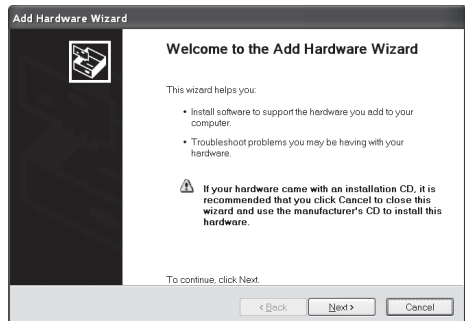 Add Hardware Wizard
Welcome to the Add Hardware Wizard
This wizard helps you:
• Install software to support the hardware you add to your
computer.
• Troubleshoot problems you may be having with your
hardware.
If your hardware came with an installation CD, it is
recommended that you click Cancel to close this
wizard and use the manufacturer's CD to install this
hardware.
To continue, click Next.
< Back
Next >
Cancel